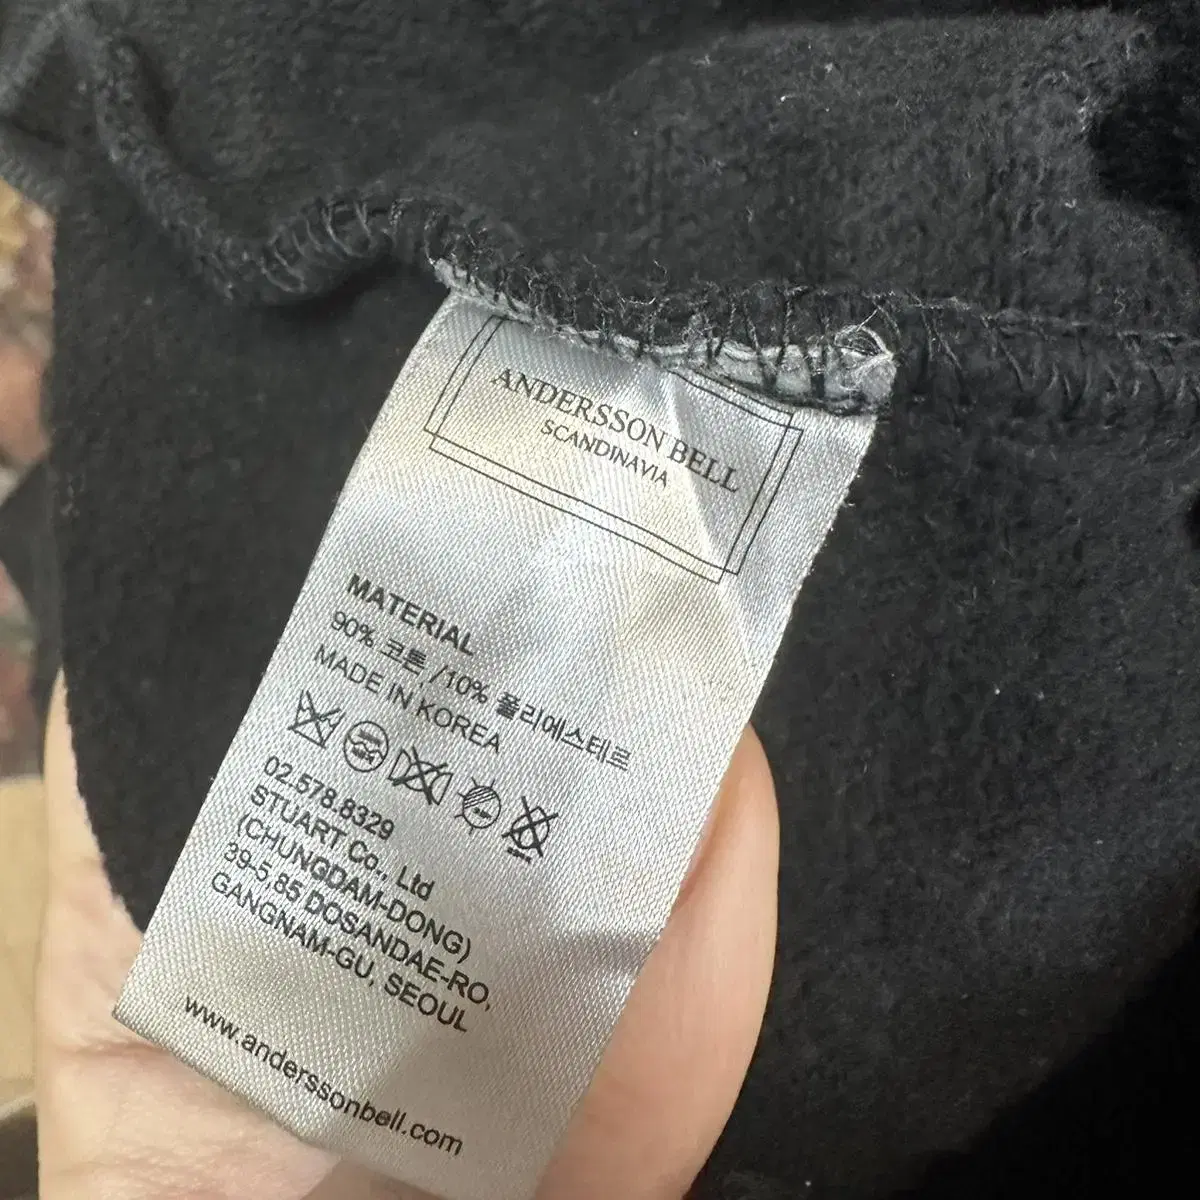 ANDERSSON BELL
SCANDINAVIA
MATERIAL
90% 코튼 /10% 폴리에스테르
MADE IN KOREA
02.578.8329
STUART Co., Ltd
(CHUNGDAM-DONG)
39-5,85 DOSANDAE-RO,
GANGNAM-GU, SEOUL
www.anderssonbell.com